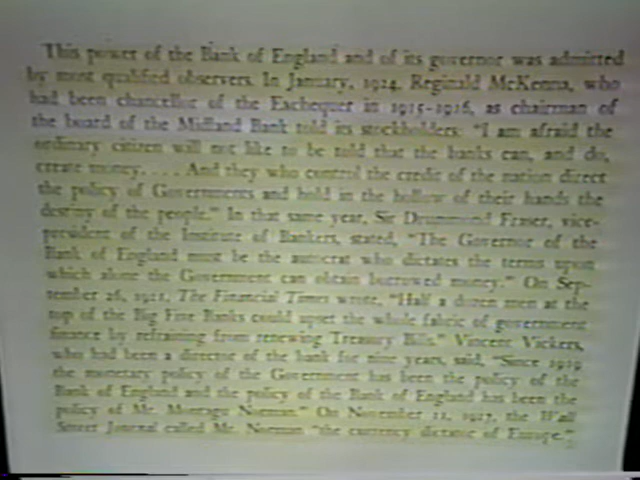 This power of the Bank of England and of its governor was admitted
by most qualified observers. In January, 1924, Reginald McKenna, who
had been chancellor of the Exchequer in 1915-1916, as chairman of
the board of the Midland Bank told its stockholders: "I am afraid the
ordinary citizen will not like to be told that the banks can, and do,
create money. . . . And they who control the credit of the nation direct
the policy of Governments and hold in the hollow of their hands the
destiny of the people." In that same year, Sir Drummond Fraser, vice-
president of the Institute of Bankers, stated, "The Governor of the
Bank of England must be the autocrat who dictates the terms upon
which alone the Government can obtain borrowed money." On Sep-
tember 26, 1921, The Financial Times wrote, "Half a dozen men at the
top of the Big Five Banks could upset the whole fabric of government
finance by refraining from renewing Treasury Bills." Vincent Vickers,
who had been a director of the bank for nine years, said, "Since 1919
the monetary policy of the Government has been the policy of the
Bank of England and the policy of the Bank of England has been the
policy of Mr. Montagu Norman." On November 11, 1927, the Wall
Street Journal called Mr. Norman "the currency dictator of Europe."